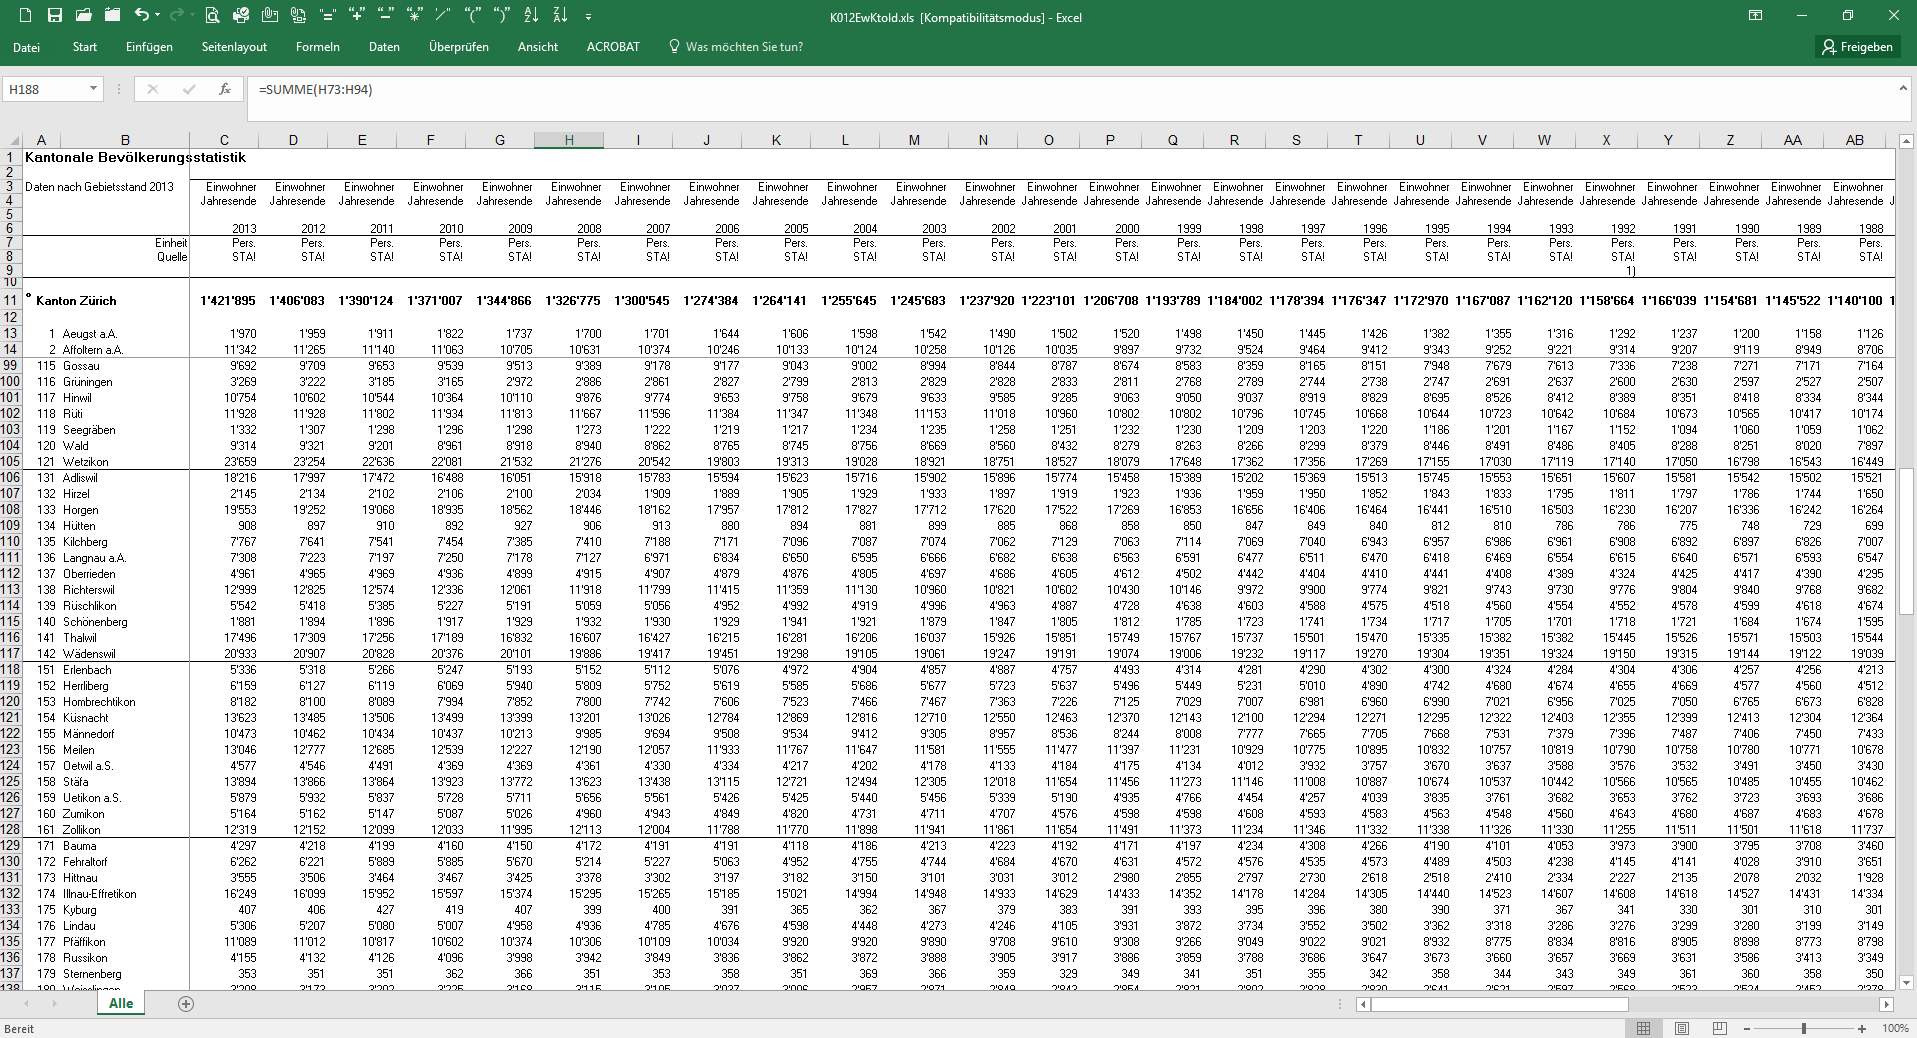 K012EwKtold.xls [Kompatibilitätsmodus] - Excel
Datei Start Einfügen Seitenlayout Formeln Daten Überprüfen Ansicht ACROBAT Was möchten Sie tun? Freigeben
H188 fx =SUMME(H73:H94)
A B C D E F G H I J K L M N O P Q R S T U V W X Y Z AA AB
1 Kantonale Bevölkerungsstatistik
2
3 Daten nach Gebietsstand 2013 Einwohner Einwohner Einwohner Einwohner Einwohner Einwohner Einwohner Einwohner Einwohner Einwohner Einwohner Einwohner Einwohner Einwohner Einwohner Einwohner Einwohner Einwohner Einwohner Einwohner Einwohner Einwohner Einwohner Einwohner Einwohner Einwohner
4 Jahresende Jahresende Jahresende Jahresende Jahresende Jahresende Jahresende Jahresende Jahresende Jahresende Jahresende Jahresende Jahresende Jahresende Jahresende Jahresende Jahresende Jahresende Jahresende Jahresende Jahresende Jahresende Jahresende Jahresende Jahresende Jahresende
5
6 2013 2012 2011 2010 2009 2008 2007 2006 2005 2004 2003 2002 2001 2000 1999 1998 1997 1996 1995 1994 1993 1992 1991 1990 1989 1988
7 Einheit Pers. Pers. Pers. Pers. Pers. Pers. Pers. Pers. Pers. Pers. Pers. Pers. Pers. Pers. Pers. Pers. Pers. Pers. Pers. Pers. Pers. Pers. Pers. Pers. Pers. Pers.
8 Quelle STA! STA! STA! STA! STA! STA! STA! STA! STA! STA! STA! STA! STA! STA! STA! STA! STA! STA! STA! STA! STA! STA! STA! STA! STA! STA!
9 1)
10
11 ° Kanton Zürich 1'421'895 1'406'083 1'390'124 1'371'007 1'344'866 1'326'775 1'300'545 1'274'384 1'264'141 1'255'645 1'245'683 1'237'920 1'223'101 1'206'708 1'193'789 1'184'002 1'178'394 1'176'347 1'172'970 1'167'087 1'162'120 1'158'664 1'166'039 1'154'681 1'145'522 1'140'100
12
13 1 Aeugst a.A. 1'970 1'959 1'911 1'822 1'737 1'700 1'701 1'644 1'606 1'598 1'542 1'490 1'502 1'520 1'498 1'450 1'445 1'426 1'382 1'355 1'316 1'292 1'237 1'200 1'158 1'126
14 2 Affoltern a.A. 11'342 11'265 11'140 11'063 10'705 10'631 10'374 10'246 10'133 10'124 10'258 10'126 10'035 9'897 9'732 9'524 9'464 9'412 9'343 9'252 9'221 9'314 9'207 9'119 8'949 8'706
99 115 Gossau 9'692 9'709 9'653 9'539 9'513 9'389 9'178 9'177 9'043 9'002 8'994 8'844 8'787 8'674 8'583 8'359 8'165 8'151 7'948 7'679 7'613 7'336 7'238 7'271 7'171 7'164
100 116 Grüningen 3'269 3'222 3'185 3'165 2'972 2'886 2'861 2'827 2'799 2'813 2'829 2'828 2'833 2'811 2'768 2'789 2'744 2'738 2'747 2'691 2'637 2'600 2'630 2'597 2'527 2'507
101 117 Hinwil 10'754 10'602 10'544 10'364 10'110 9'876 9'774 9'653 9'758 9'679 9'633 9'585 9'285 9'063 9'050 9'037 8'919 8'829 8'695 8'526 8'412 8'389 8'351 8'418 8'334 8'344
102 118 Rüti 11'928 11'928 11'802 11'934 11'813 11'667 11'596 11'384 11'347 11'348 11'153 11'018 10'960 10'802 10'802 10'796 10'745 10'668 10'644 10'723 10'642 10'684 10'673 10'565 10'417 10'174
103 119 Seegräben 1'332 1'307 1'298 1'296 1'298 1'273 1'222 1'219 1'217 1'234 1'235 1'258 1'251 1'232 1'230 1'209 1'203 1'220 1'186 1'201 1'167 1'152 1'094 1'060 1'059 1'062
104 120 Wald 9'314 9'321 9'201 8'961 8'918 8'940 8'862 8'765 8'745 8'756 8'669 8'560 8'432 8'279 8'263 8'266 8'299 8'379 8'446 8'491 8'486 8'405 8'288 8'251 8'020 7'897
105 121 Wetzikon 23'659 23'254 22'636 22'081 21'532 21'276 20'542 19'803 19'313 19'028 18'921 18'751 18'527 18'079 17'648 17'362 17'356 17'269 17'155 17'030 17'119 17'140 17'050 16'798 16'543 16'449
106 131 Adliswil 18'216 17'997 17'472 16'488 16'051 15'918 15'783 15'594 15'623 15'716 15'902 15'896 15'774 15'458 15'389 15'202 15'369 15'513 15'745 15'553 15'651 15'607 15'581 15'542 15'502 15'521
107 132 Hirzel 2'145 2'134 2'102 2'106 2'100 2'034 1'909 1'889 1'905 1'929 1'933 1'897 1'919 1'923 1'936 1'959 1'950 1'852 1'843 1'833 1'795 1'811 1'797 1'786 1'744 1'650
108 133 Horgen 19'553 19'252 19'068 18'935 18'562 18'446 18'162 17'957 17'812 17'827 17'712 17'620 17'522 17'269 16'853 16'656 16'406 16'464 16'441 16'510 16'503 16'230 16'207 16'336 16'242 16'264
109 134 Hütten 908 897 910 892 927 906 913 880 894 881 899 885 868 858 850 847 849 840 812 810 786 786 775 748 729 699
110 135 Kilchberg 7'767 7'641 7'541 7'454 7'385 7'410 7'188 7'171 7'096 7'087 7'074 7'062 7'129 7'063 7'114 7'069 7'040 6'943 6'957 6'986 6'961 6'908 6'892 6'897 6'826 7'007
111 136 Langnau a.A. 7'308 7'223 7'197 7'250 7'178 7'127 6'971 6'834 6'650 6'595 6'666 6'682 6'638 6'563 6'591 6'477 6'511 6'470 6'418 6'469 6'554 6'615 6'640 6'571 6'593 6'547
112 137 Oberrieden 4'961 4'965 4'969 4'936 4'899 4'915 4'907 4'879 4'876 4'805 4'697 4'686 4'605 4'612 4'502 4'442 4'404 4'410 4'441 4'408 4'389 4'324 4'425 4'417 4'390 4'295
113 138 Richterswil 12'999 12'825 12'574 12'336 12'061 11'918 11'799 11'415 11'359 11'130 10'960 10'821 10'602 10'430 10'146 9'972 9'900 9'774 9'821 9'743 9'730 9'776 9'804 9'840 9'768 9'682
114 139 Rüschlikon 5'542 5'418 5'385 5'227 5'191 5'059 5'056 4'952 4'992 4'919 4'996 4'963 4'887 4'728 4'638 4'603 4'588 4'575 4'518 4'560 4'554 4'552 4'578 4'599 4'618 4'674
115 140 Schönenberg 1'881 1'894 1'896 1'917 1'929 1'932 1'930 1'929 1'941 1'921 1'879 1'847 1'805 1'812 1'785 1'723 1'741 1'734 1'717 1'705 1'701 1'718 1'721 1'684 1'674 1'595
116 141 Thalwil 17'496 17'309 17'256 17'189 16'832 16'607 16'427 16'215 16'281 16'206 16'037 15'926 15'851 15'749 15'767 15'737 15'501 15'470 15'335 15'382 15'382 15'445 15'526 15'571 15'503 15'544
117 142 Wädenswil 20'933 20'907 20'828 20'376 20'101 19'886 19'417 19'451 19'298 19'105 19'061 19'247 19'191 19'074 19'006 19'232 19'117 19'270 19'304 19'351 19'324 19'150 19'315 19'144 19'122 19'039
118 151 Erlenbach 5'336 5'318 5'266 5'247 5'193 5'152 5'112 5'076 4'972 4'904 4'857 4'887 4'757 4'493 4'314 4'281 4'290 4'302 4'300 4'324 4'284 4'304 4'306 4'257 4'256 4'213
119 152 Herrliberg 6'159 6'127 6'119 6'069 5'940 5'809 5'752 5'619 5'585 5'686 5'677 5'723 5'637 5'496 5'449 5'231 5'010 4'890 4'742 4'680 4'674 4'655 4'669 4'577 4'560 4'512
120 153 Hombrechtikon 8'182 8'100 8'089 7'994 7'852 7'800 7'742 7'606 7'523 7'466 7'467 7'363 7'226 7'125 7'029 7'007 6'981 6'960 6'990 7'021 6'956 7'025 7'050 6'765 6'673 6'828
121 154 Küsnacht 13'623 13'485 13'506 13'499 13'399 13'201 13'026 12'784 12'869 12'816 12'710 12'550 12'463 12'370 12'143 12'100 12'294 12'271 12'295 12'322 12'403 12'355 12'399 12'413 12'304 12'364
122 155 Männedorf 10'473 10'462 10'434 10'437 10'213 9'985 9'694 9'508 9'534 9'412 9'305 8'957 8'536 8'244 8'008 7'777 7'665 7'705 7'668 7'531 7'379 7'396 7'487 7'406 7'450 7'433
123 156 Meilen 13'046 12'777 12'685 12'539 12'227 12'190 12'057 11'933 11'767 11'647 11'581 11'555 11'477 11'397 11'231 10'929 10'775 10'895 10'832 10'757 10'819 10'790 10'758 10'780 10'771 10'678
124 157 Oetwil a.S. 4'577 4'546 4'491 4'369 4'369 4'361 4'330 4'334 4'217 4'202 4'178 4'133 4'184 4'175 4'134 4'012 3'932 3'757 3'670 3'637 3'588 3'576 3'532 3'491 3'450 3'430
125 158 Stäfa 13'894 13'866 13'864 13'923 13'772 13'623 13'438 13'115 12'721 12'494 12'305 12'018 11'654 11'456 11'273 11'146 11'008 10'887 10'674 10'537 10'442 10'566 10'565 10'485 10'455 10'462
126 159 Uetikon a.S. 5'879 5'932 5'837 5'728 5'711 5'656 5'561 5'426 5'425 5'440 5'456 5'339 5'190 4'935 4'766 4'454 4'257 4'039 3'835 3'761 3'682 3'653 3'762 3'723 3'693 3'686
127 160 Zumikon 5'164 5'162 5'147 5'087 5'026 4'960 4'943 4'849 4'820 4'731 4'711 4'707 4'576 4'598 4'598 4'608 4'593 4'583 4'563 4'548 4'560 4'643 4'680 4'687 4'683 4'678
128 161 Zollikon 12'319 12'152 12'099 12'033 11'995 12'113 12'004 11'788 11'770 11'898 11'941 11'861 11'654 11'491 11'373 11'234 11'346 11'332 11'338 11'326 11'330 11'255 11'511 11'501 11'618 11'737
129 171 Bauma 4'297 4'218 4'199 4'160 4'150 4'172 4'191 4'191 4'118 4'186 4'213 4'223 4'192 4'171 4'197 4'234 4'308 4'266 4'190 4'101 4'053 3'973 3'900 3'795 3'708 3'460
130 172 Fehraltorf 6'262 6'221 5'889 5'885 5'670 5'214 5'227 5'063 4'952 4'755 4'744 4'684 4'670 4'631 4'572 4'576 4'535 4'573 4'489 4'503 4'238 4'145 4'141 4'028 3'910 3'651
131 173 Hittnau 3'555 3'506 3'464 3'467 3'425 3'378 3'302 3'197 3'182 3'150 3'101 3'031 3'012 2'980 2'855 2'797 2'730 2'618 2'518 2'410 2'334 2'227 2'135 2'078 2'032 1'928
132 174 Illnau-Effretikon 16'249 16'099 15'952 15'597 15'374 15'295 15'265 15'185 15'021 14'994 14'948 14'933 14'629 14'433 14'352 14'178 14'284 14'305 14'440 14'523 14'607 14'608 14'618 14'527 14'431 14'334
133 175 Kyburg 407 406 427 419 407 399 400 391 365 362 367 379 383 391 393 395 396 380 390 371 367 341 330 301 310 301
134 176 Lindau 5'306 5'207 5'080 5'007 4'958 4'936 4'785 4'676 4'598 4'448 4'273 4'246 4'105 3'931 3'872 3'734 3'552 3'502 3'362 3'318 3'286 3'276 3'299 3'280 3'199 3'149
135 177 Pfäffikon 11'089 11'012 10'817 10'602 10'374 10'306 10'109 10'034 9'920 9'920 9'890 9'708 9'610 9'308 9'266 9'049 9'022 9'021 8'932 8'775 8'834 8'816 8'905 8'898 8'773 8'798
136 178 Russikon 4'155 4'132 4'126 4'096 3'998 3'942 3'849 3'836 3'862 3'872 3'888 3'905 3'917 3'886 3'859 3'788 3'686 3'647 3'673 3'660 3'657 3'669 3'631 3'586 3'413 3'349
137 179 Sternenberg 353 351 351 362 366 351 353 358 351 369 366 359 329 349 341 351 355 342 358 344 343 349 361 360 358 350
Alle
Bereit 100%